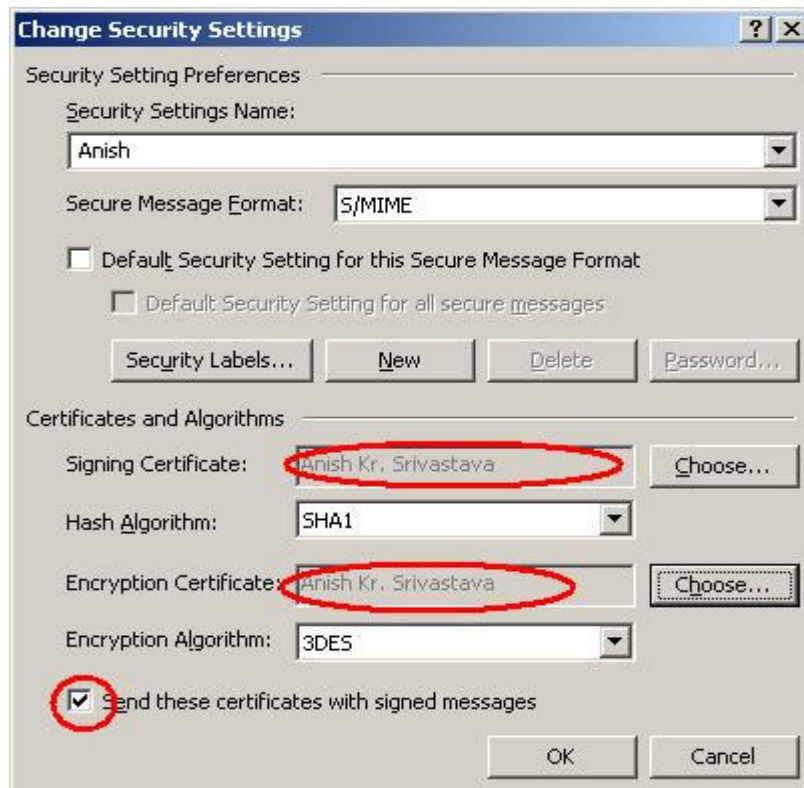 Change Security Settings
Security Setting Preferences
Security Settings Name:
Anish
Secure Message Format: S/MIME
Default Security Setting for this Secure Message Format
Default Security Setting for all secure messages
Security Labels... New Delete Password...
Certificates and Algorithms
Signing Certificate: Anish Kr. Srivastava Choose...
Hash Algorithm: SHA1
Encryption Certificate: Anish Kr. Srivastava Choose...
Encryption Algorithm: 3DES
Send these certificates with signed messages
OK Cancel